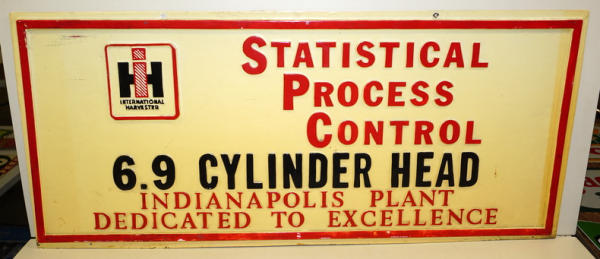 IH
INTERNATIONAL
HARVESTER
STATISTICAL
PROCESS
CONTROL
6.9 CYLINDER HEAD
INDIANAPOLIS PLANT
DEDICATED TO EXCELLENCE